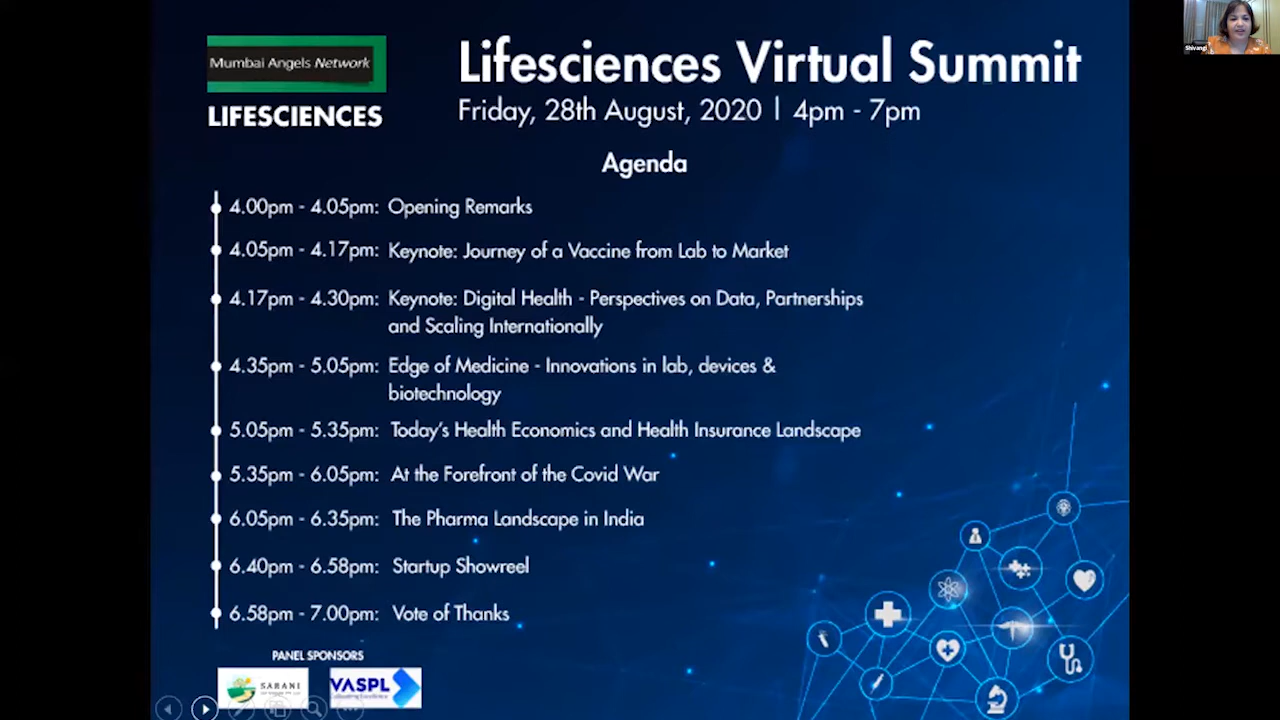 Mumbai Angels Network
LIFESCIENCES
Lifesciences Virtual Summit
Friday, 28th August, 2020 | 4pm - 7pm
Agenda
4.00pm - 4.05pm: Opening Remarks
4.05pm - 4.17pm: Keynote: Journey of a Vaccine from Lab to Market
4.17pm - 4.30pm: Keynote: Digital Health - Perspectives on Data, Partnerships
and Scaling Internationally
4.35pm - 5.05pm: Edge of Medicine - Innovations in lab, devices &
biotechnology
5.05pm - 5.35pm: Today's Health Economics and Health Insurance Landscape
5.35pm - 6.05pm: At the Forefront of the Covid War
6.05pm - 6.35pm: The Pharma Landscape in India
6.40pm - 6.58pm: Startup Showreel
6.58pm - 7.00pm: Vote of Thanks
PANEL SPONSORS
SARANI
VASPL
Shivangi